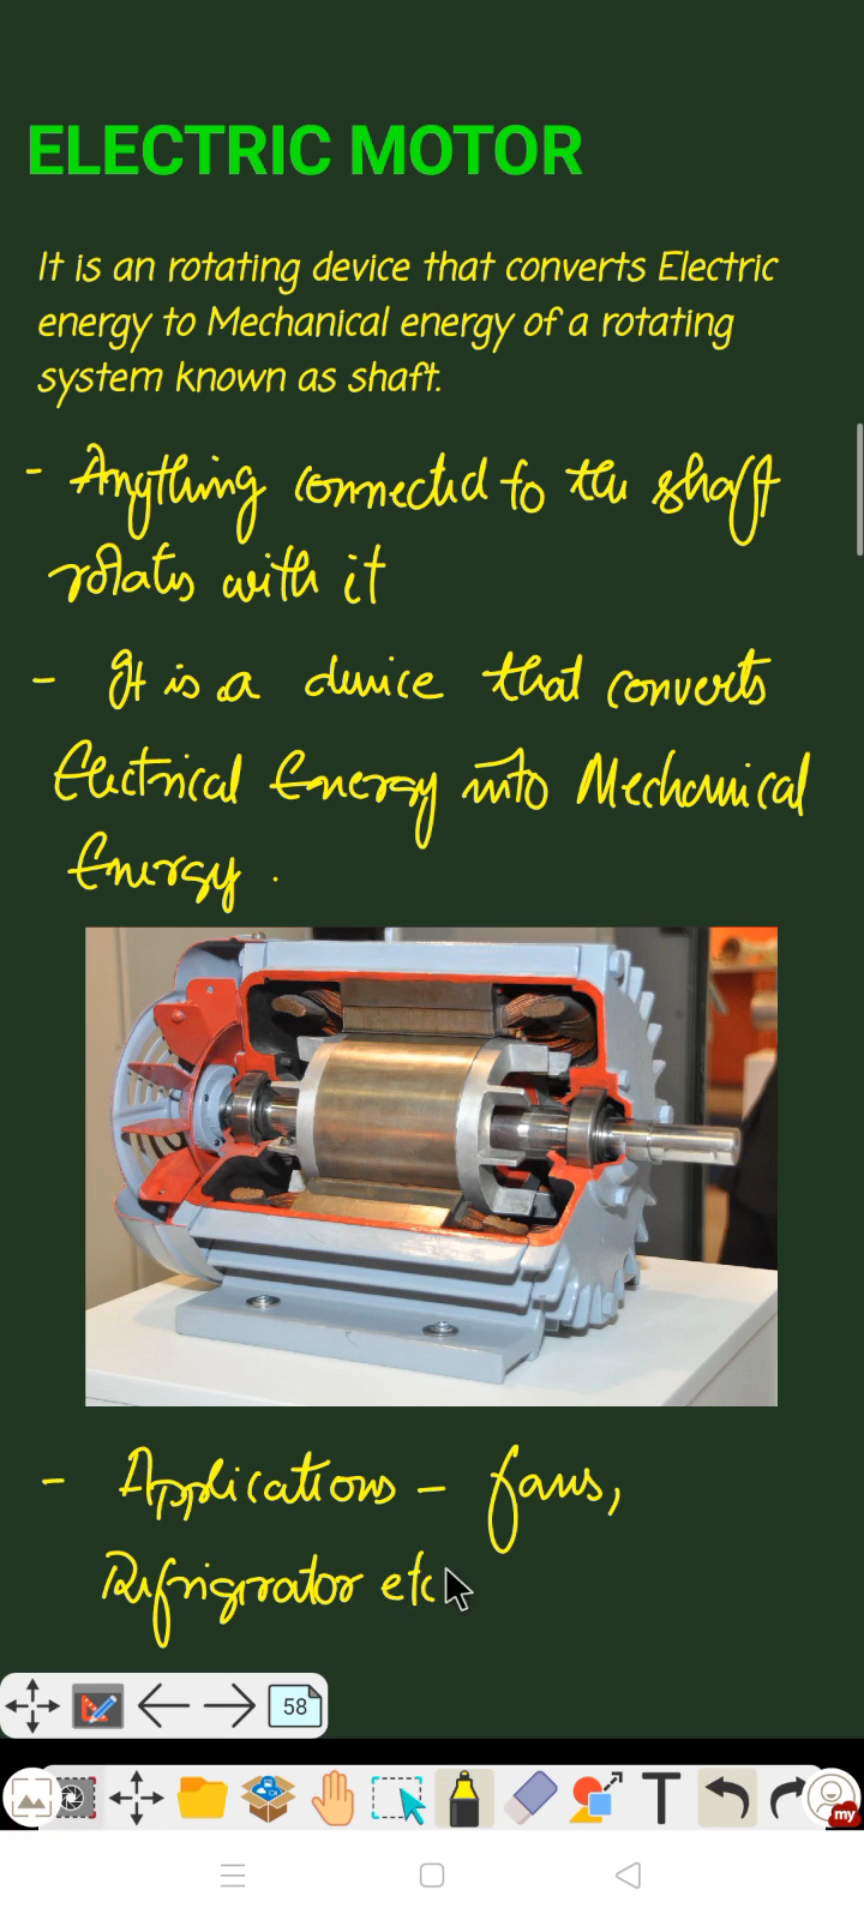 ELECTRIC MOTOR
It is an rotating device that converts Electric
energy to Mechanical energy of a rotating
system known as shaft.
- Anything connected to the shaft
rotates with it
- It is a device that converts
Electrical Energy into Mechanical
Energy.
- Applications - fans,
Refrigirator etc
58
T
my